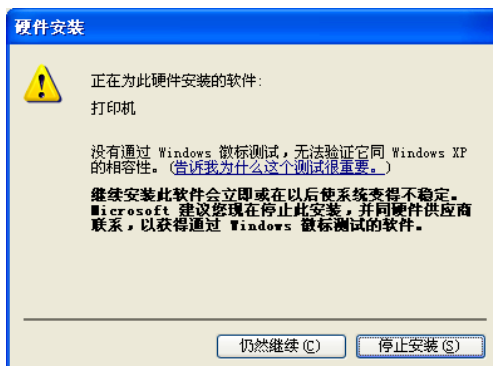 硬件安装
正在为此硬件安装的软件:
打印机
没有通过 Windows 徽标测试，无法验证它同 Windows XP
的相容性。(告诉我为什么这个测试很重要。)
继续安装此软件会立即或在以后使系统变得不稳定。
Microsoft 建议您现在停止此安装，并同硬件供应商
联系，以获得通过 Windows 徽标测试的软件。
仍然继续(C) 停止安装(S)